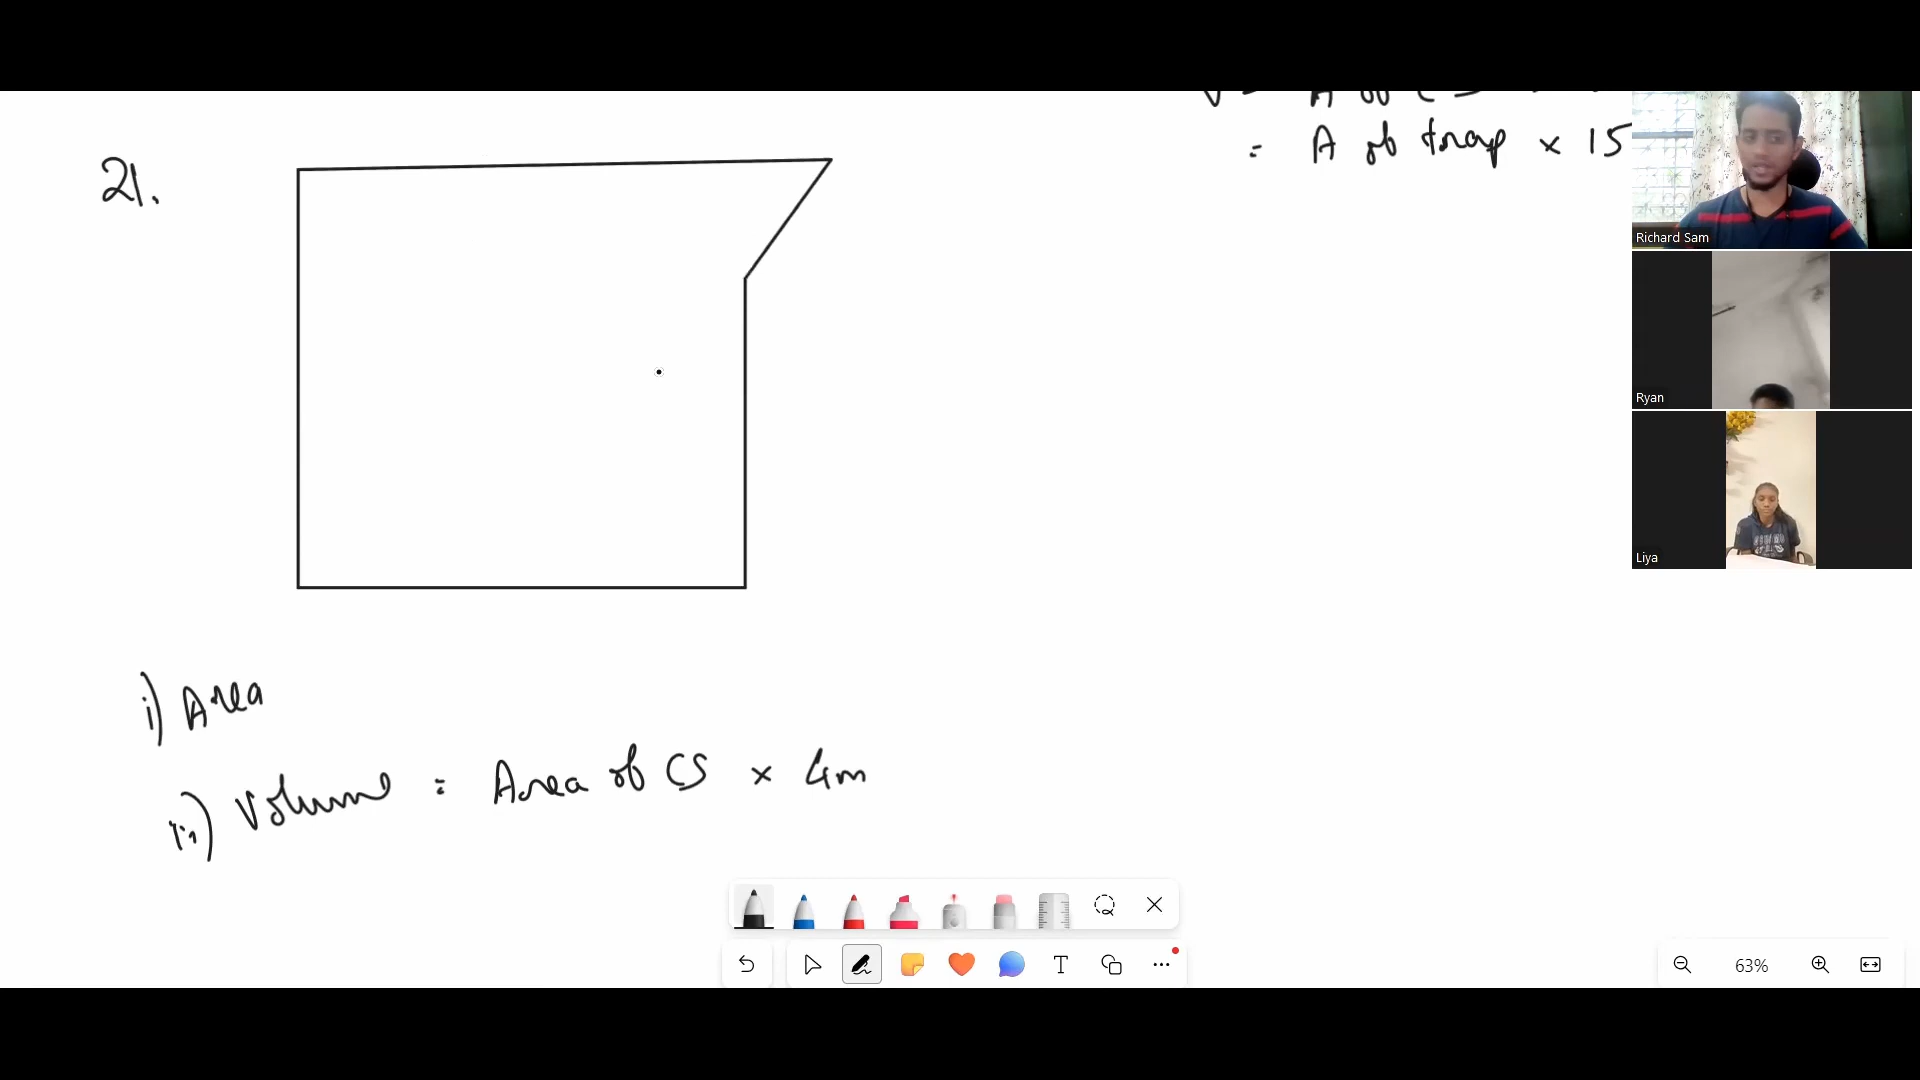 = A of trap × 15
21.
i) Area
ii) Volume = Area of CS × 4m
Richard Sam
Ryan
Liya
T
63%